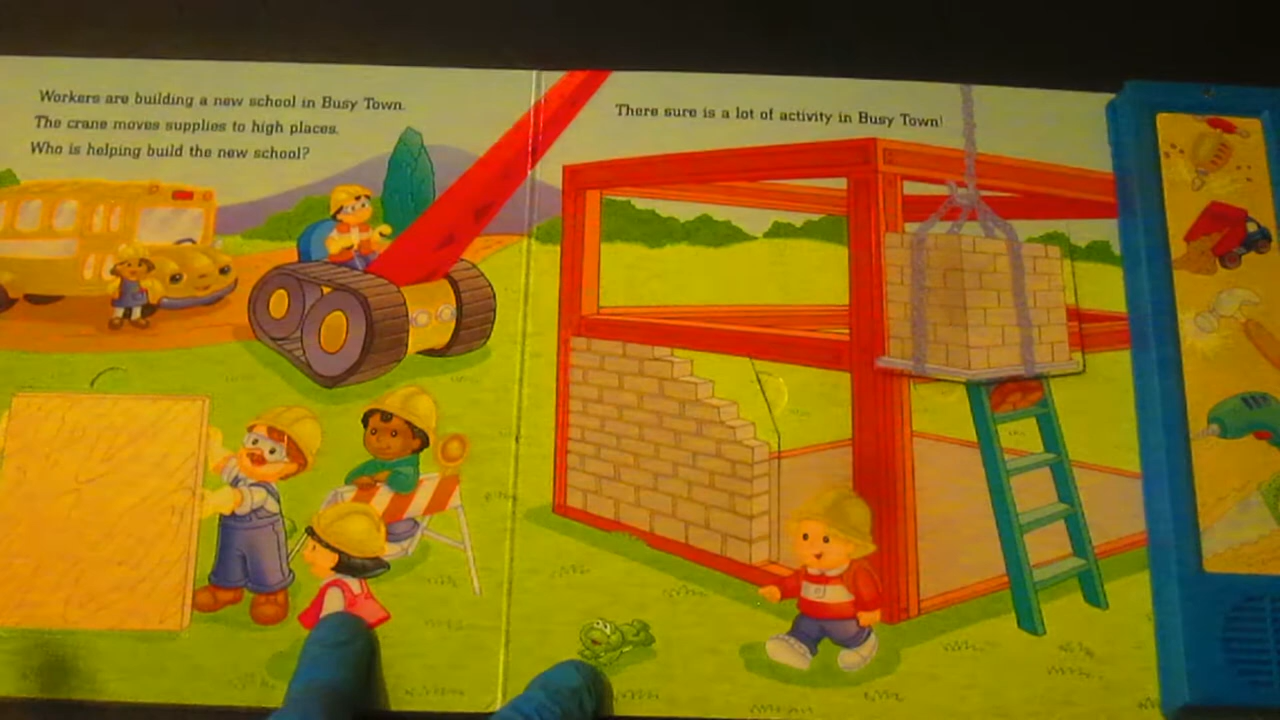 Workers are building a new school in Busy Town.
The crane moves supplies to high places.
Who is helping build the new school?
There sure is a lot of activity in Busy Town!